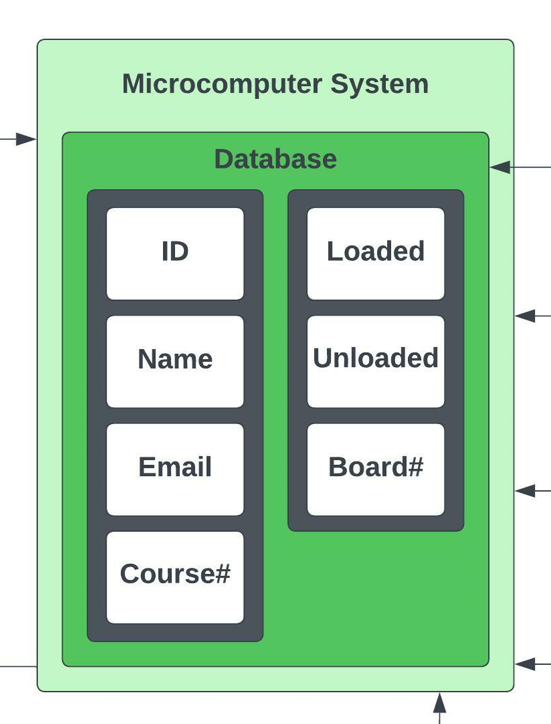 Microcomputer System
Database
ID
Name
Email
Course#
Loaded
Unloaded
Board#